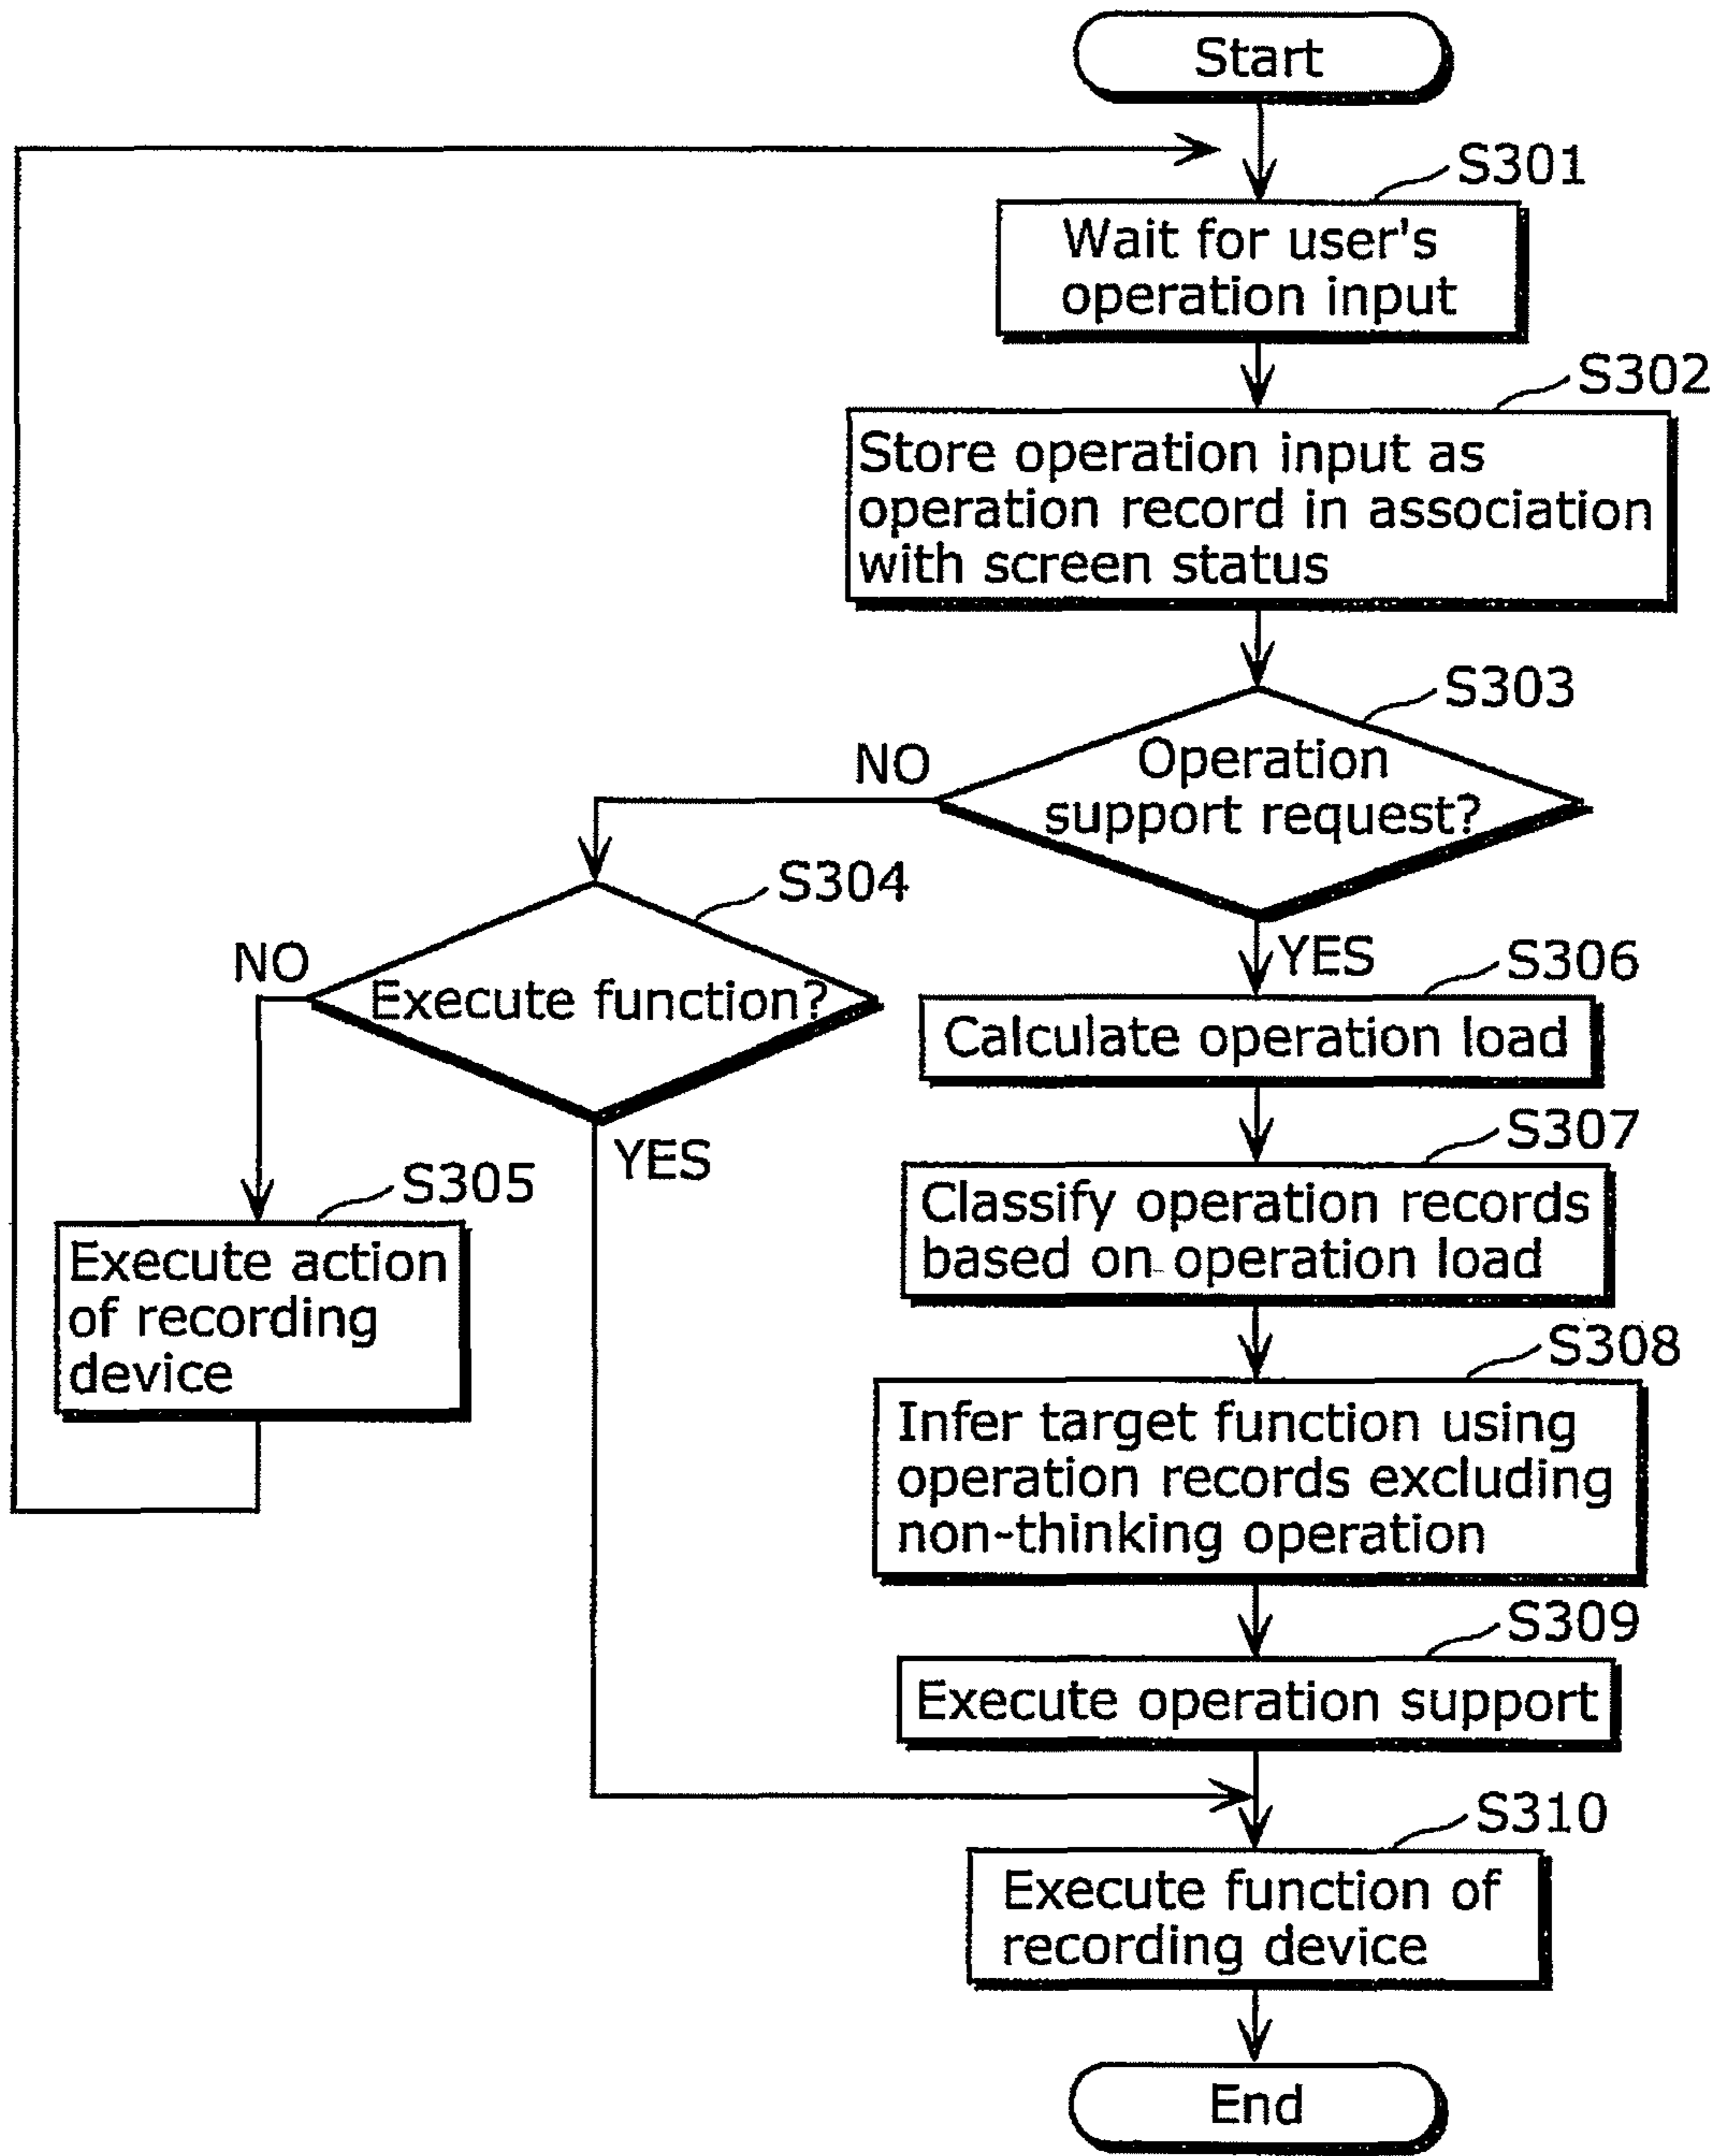 Start
S301
Wait for user's
operation input
S302
Store operation input as
operation record in association
with screen status
S303
NO
Operation
support request?
S304
NO
YES
S306
Execute function?
Calculate operation load
YES
S307
S305
Classify operation records
based on operation load
Execute action
of recording
device
S308
Infer target function using
operation records excluding
non-thinking operation
S309
Execute operation support
S310
Execute function of
recording device
End